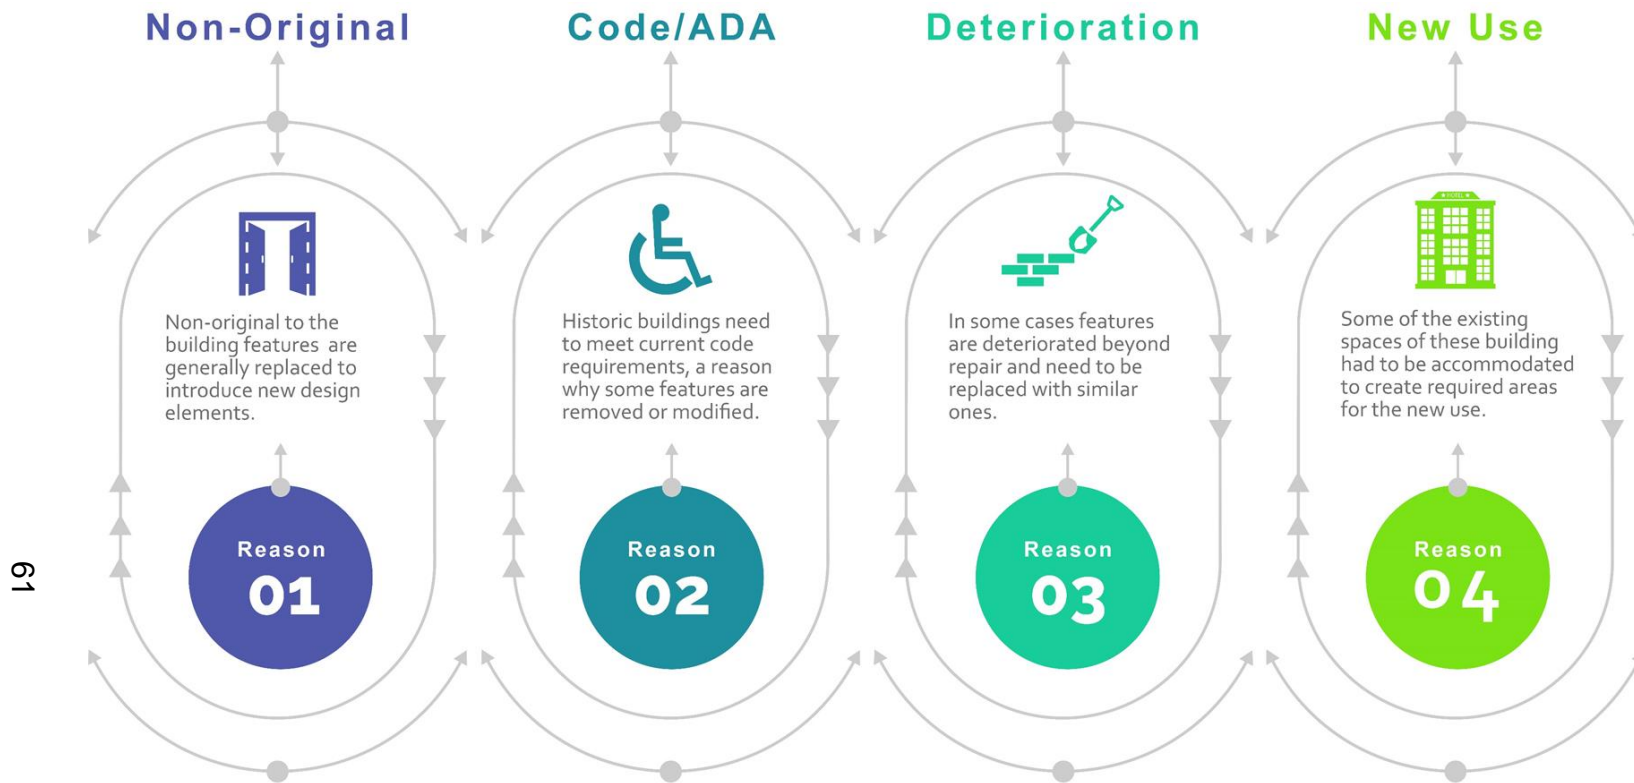 Non-Original
Non-original to the
building features  are
generally replaced to
introduce new design
elements.
Reason
01
Code/ADA
Historic buildings need
to meet current code
requirements, a reason
why some features are
removed or modified.
Reason
02
Deterioration
In some cases features
are deteriorated beyond
repair and need to be
replaced with similar
ones.
Reason
03
New Use
HOTEL
Some of the existing
spaces of these building
had to be accommodated
to create required areas
for the new use.
Reason
04
61